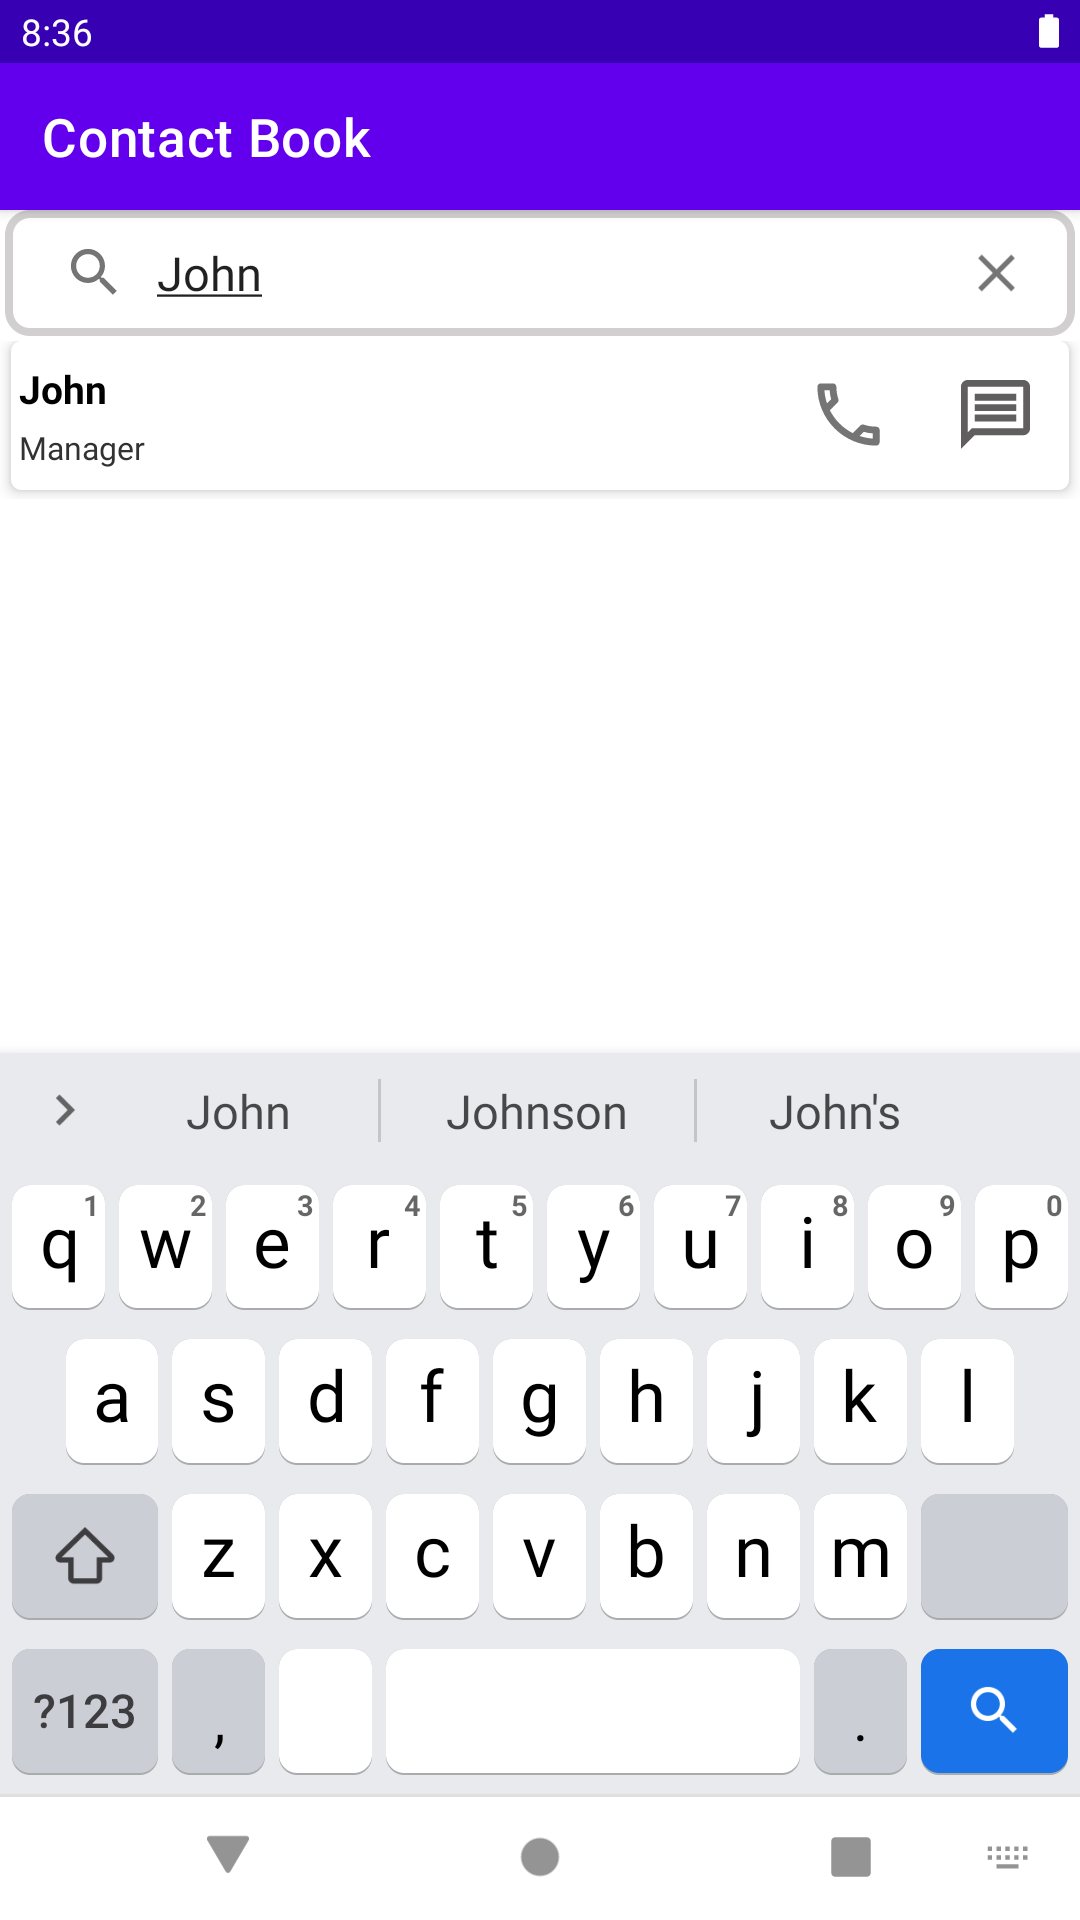 8:36
Contact Book
John
John
Manager
John Johnson John's
q 1 w 2 e 3 r 4 t 5 y 6 u 7 i 8 o 9 p 0
a s d f g h j k l
z x c v b n m
?123 , .